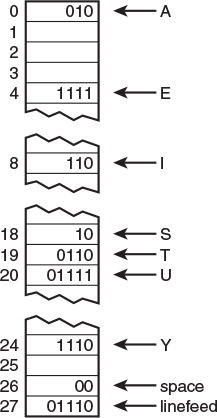 0 010 A
1
2
3
4 1111 E
8 110 I
18 10 S
19 0110 T
20 01111 U
24 1110 Y
25
26 00 space
27 01110 linefeed